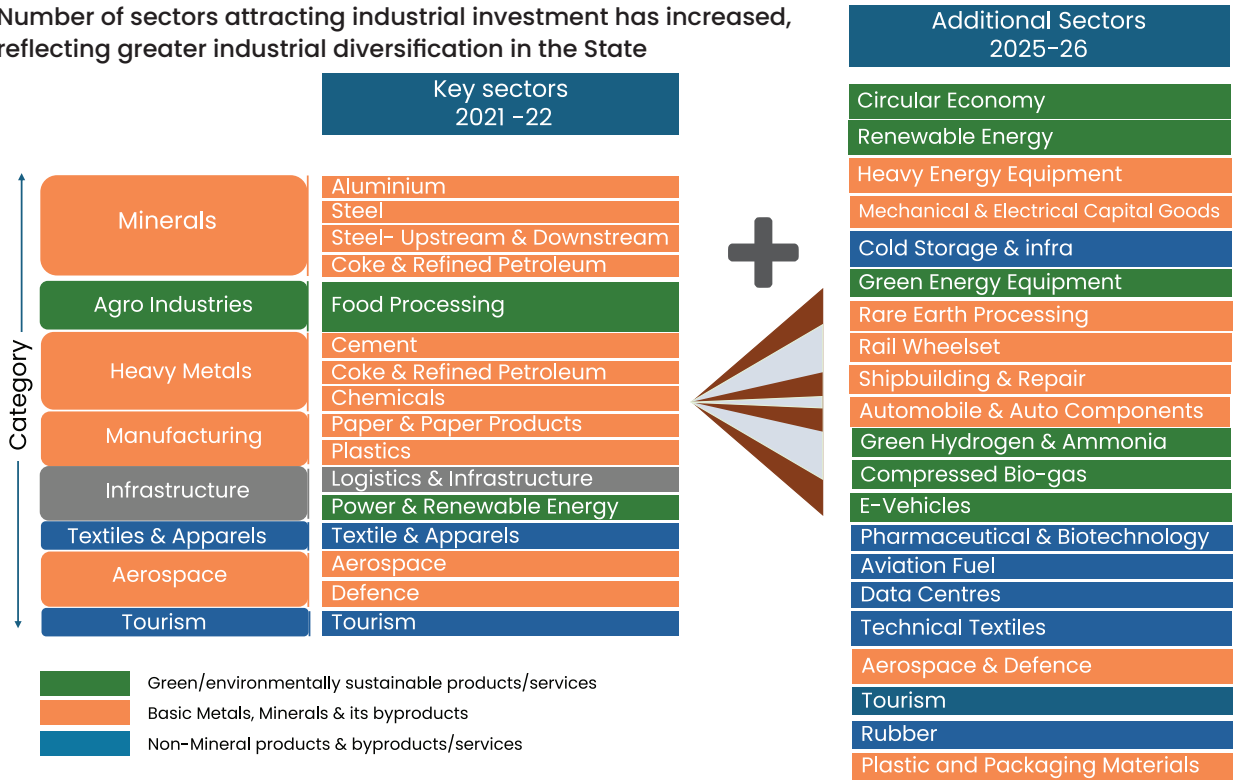 Number of sectors attracting industrial investment has increased,
reflecting greater industrial diversification in the State
Key sectors
2021 -22
Additional Sectors
2025-26
Category
Minerals
Agro Industries
Heavy Metals
Manufacturing
Infrastructure
Textiles & Apparels
Aerospace
Tourism
Aluminium
Steel
Steel- Upstream & Downstream
Coke & Refined Petroleum
Food Processing
Cement
Coke & Refined Petroleum
Chemicals
Paper & Paper Products
Plastics
Logistics & Infrastructure
Power & Renewable Energy
Textile & Apparels
Aerospace
Defence
Tourism
Circular Economy
Renewable Energy
Heavy Energy Equipment
Mechanical & Electrical Capital Goods
Cold Storage & infra
Green Energy Equipment
Rare Earth Processing
Rail Wheelset
Shipbuilding & Repair
Automobile & Auto Components
Green Hydrogen & Ammonia
Compressed Bio-gas
E-Vehicles
Pharmaceutical & Biotechnology
Aviation Fuel
Data Centres
Technical Textiles
Aerospace & Defence
Tourism
Rubber
Plastic and Packaging Materials
Green/environmentally sustainable products/services
Basic Metals, Minerals & its byproducts
Non-Mineral products & byproducts/services